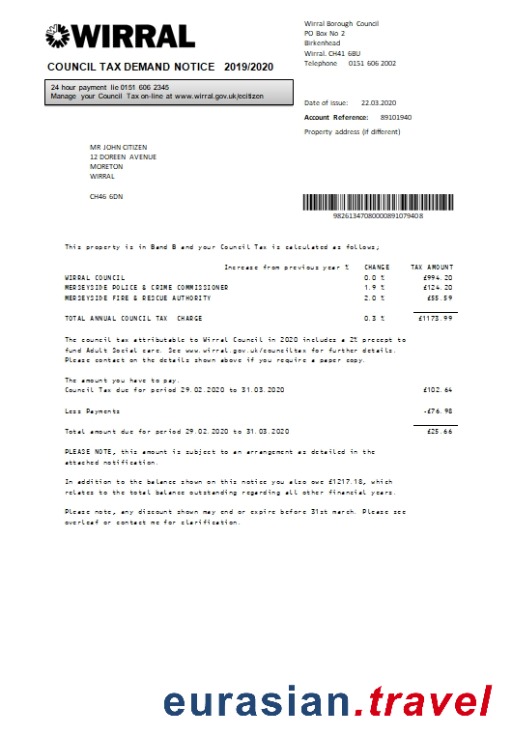 WIRRAL
COUNCIL TAX DEMAND NOTICE 2019/2020
24 hour payment lie 0151 606 2345
Manage your Council Tax on-line at www.wirral.gov.uk/ecitizen
Wirral Borough Council
PO Box No 2
Birkenhead
Wirral. CH41 6BU
Telephone 0151 606 2002
Date of issue: 22.03.2020
Account Reference: 89101940
Property address (if different)
MR JOHN CITIZEN
12 DOREEN AVENUE
MORETON
WIRRAL
CH46 6DN
98261347080000891079408
This property is in Band B and your Council Tax is calculated as follows;
Increase from previous year % CHANGE TAX AMOUNT
WIRRAL COUNCIL 0.0 % £994.20
MERSEYSIDE POLICE & CRIME COMMISSIONER 1.9 % £124.20
MERSEYSIDE FIRE & RESCUE AUTHORITY 2.0 % £55.59
TOTAL ANNUAL COUNCIL TAX CHARGE 0.3 % £1173.99
The council tax attributable to Wirral Council in 2020 includes a 2% precept to
fund Adult Social care. See www.wirral.gov.uk/counciltax for further details.
Please contact on the details shown above if you require a paper copy.
The amount you have to pay.
Council Tax due for period 29.02.2020 to 31.03.2020 £102.64
Less Payments -£76.98
Total amount due for period 29.02.2020 to 31.03.2020 £25.66
PLEASE NOTE, this amount is subject to an arrangement as detailed in the
attached notification.
In addition to the balance shown on this notice you also owe £1217.18, which
relates to the total balance outstanding regarding all other financial years.
Please note, any discount shown may end or expire before 31st march. Please see
overleaf or contact me for clarification.
eurasian.travel